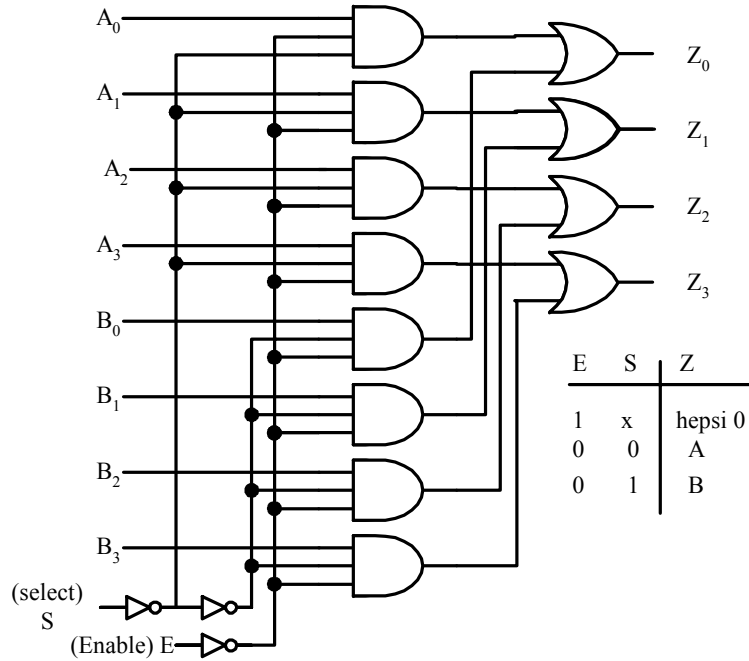 A0
Z0
A1
Z1
A2
Z2
A3
Z3
B0
E S Z
B1
1 x hepsi 0
0 0 A
B2
0 1 B
B3
(select)
S
(Enable) E